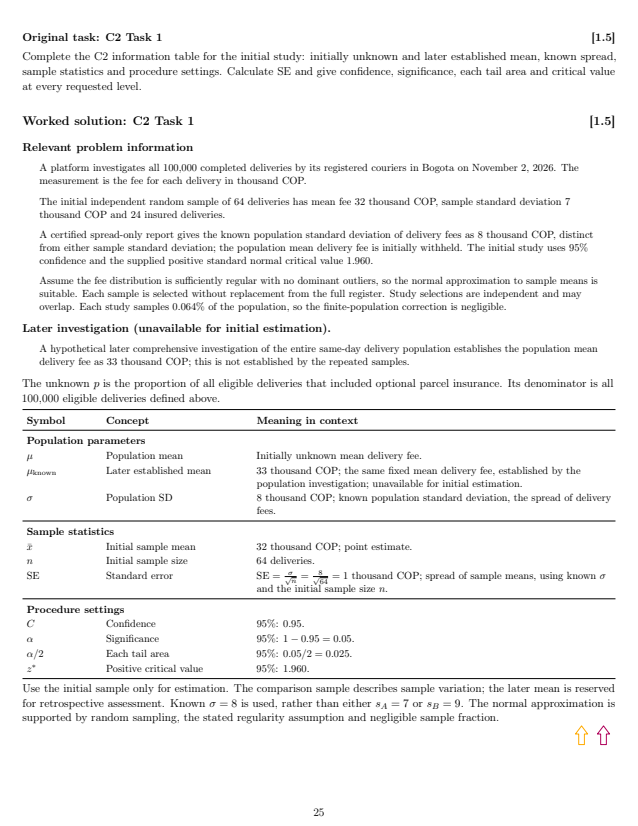 Original task: C2 Task 1 [1.5]
Complete the C2 information table for the initial study: initially unknown and later established mean, known spread,
sample statistics and procedure settings. Calculate SE and give confidence, significance, each tail area and critical value
at every requested level.
Worked solution: C2 Task 1 [1.5]
Relevant problem information
A platform investigates all 100,000 completed deliveries by its registered couriers in Bogota on November 2, 2026. The
measurement is the fee for each delivery in thousand COP.
The initial independent random sample of 64 deliveries has mean fee 32 thousand COP, sample standard deviation 7
thousand COP and 24 insured deliveries.
A certified spread-only report gives the known population standard deviation of delivery fees as 8 thousand COP, distinct
from either sample standard deviation; the population mean delivery fee is initially withheld. The initial study uses 95%
confidence and the supplied positive standard normal critical value 1.960.
Assume the fee distribution is sufficiently regular with no dominant outliers, so the normal approximation to sample means is
suitable. Each sample is selected without replacement from the full register. Study selections are independent and may
overlap. Each study samples 0.064% of the population, so the finite-population correction is negligible.
Later investigation (unavailable for initial estimation).
A hypothetical later comprehensive investigation of the entire same-day delivery population establishes the population mean
delivery fee as 33 thousand COP; this is not established by the repeated samples.
The unknown p is the proportion of all eligible deliveries that included optional parcel insurance. Its denominator is all
100,000 eligible deliveries defined above.
Symbol Concept Meaning in context
Population parameters
μ Population mean Initially unknown mean delivery fee.
μknown Later established mean 33 thousand COP; the same fixed mean delivery fee, established by the
population investigation; unavailable for initial estimation.
σ Population SD 8 thousand COP; known population standard deviation, the spread of delivery
fees.
Sample statistics
x̄ Initial sample mean 32 thousand COP; point estimate.
n Initial sample size 64 deliveries.
SE Standard error SE = σ/√n = 8/√64 = 1 thousand COP; spread of sample means, using known σ
and the initial sample size n.
Procedure settings
C Confidence 95%: 0.95.
α Significance 95%: 1 − 0.95 = 0.05.
α/2 Each tail area 95%: 0.05/2 = 0.025.
z* Positive critical value 95%: 1.960.
Use the initial sample only for estimation. The comparison sample describes sample variation; the later mean is reserved
for retrospective assessment. Known σ = 8 is used, rather than either sA = 7 or sB = 9. The normal approximation is
supported by random sampling, the stated regularity assumption and negligible sample fraction.
25